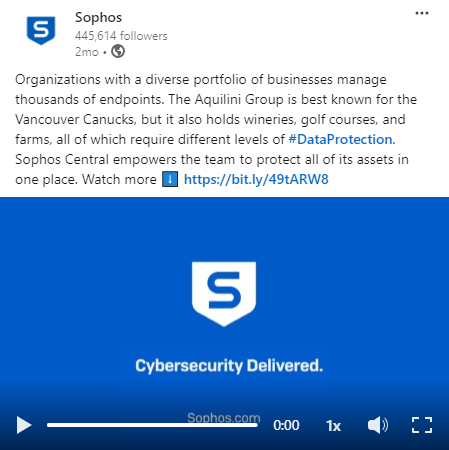 Sophos
445,614 followers
2mo •
Organizations with a diverse portfolio of businesses manage
thousands of endpoints. The Aquilini Group is best known for the
Vancouver Canucks, but it also holds wineries, golf courses, and
farms, all of which require different levels of #DataProtection.
Sophos Central empowers the team to protect all of its assets in
one place. Watch more ⬇️ https://bit.ly/49tARW8
S
Cybersecurity Delivered.
Sophos.com
0:00 1x